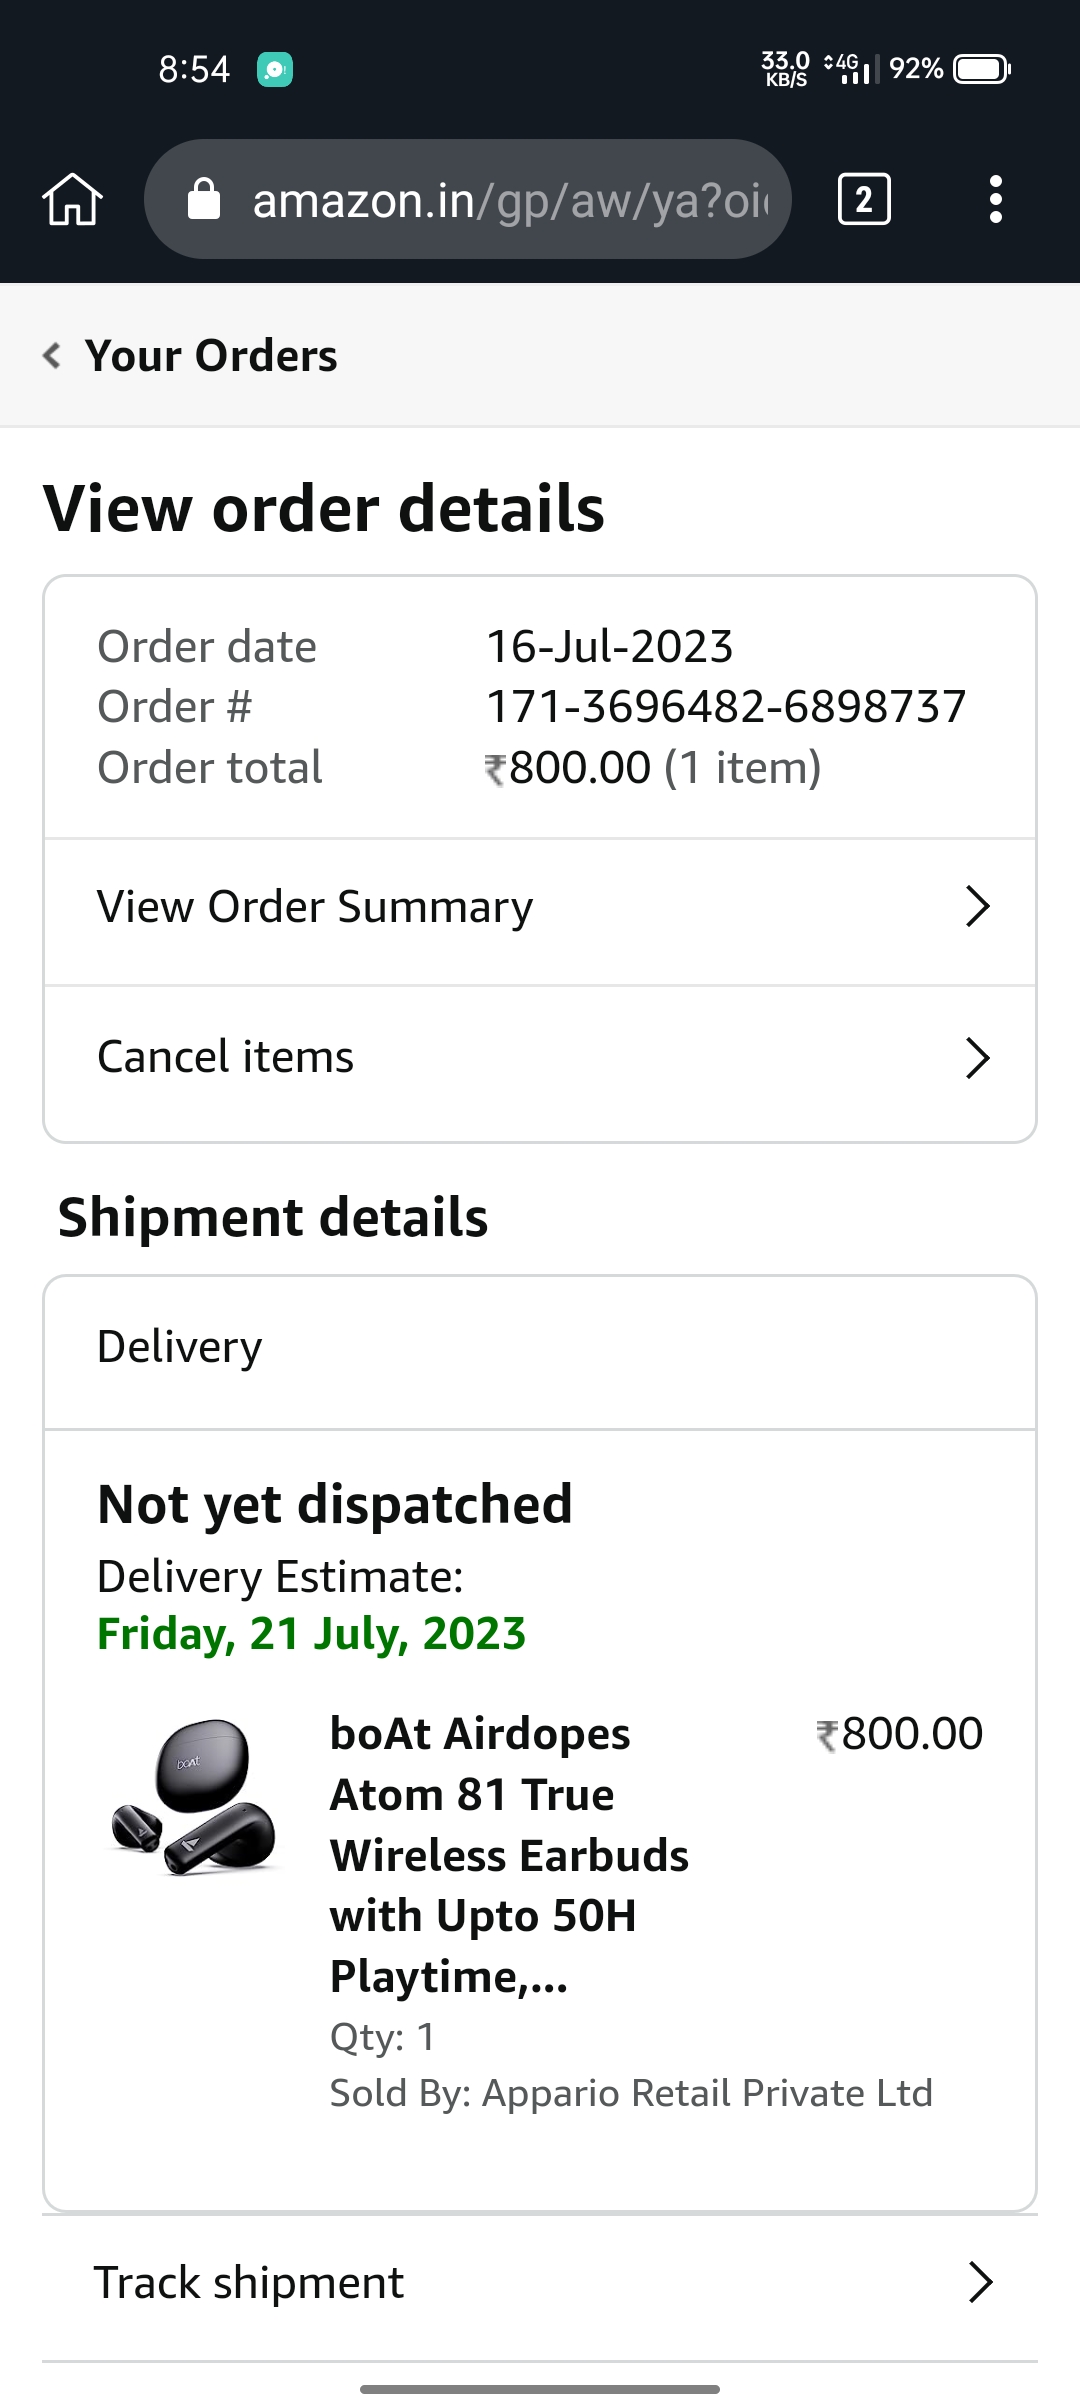 8:54
33.0 KB/S 4G 92%
amazon.in/gp/aw/ya?oi
2
Your Orders
View order details
Order date 16-Jul-2023
Order # 171-3696482-6898737
Order total ₹800.00 (1 item)
View Order Summary
Cancel items
Shipment details
Delivery
Not yet dispatched
Delivery Estimate:
Friday, 21 July, 2023
boAt Airdopes ₹800.00
Atom 81 True
Wireless Earbuds
with Upto 50H
Playtime,...
Qty: 1
Sold By: Appario Retail Private Ltd
boAt
Track shipment